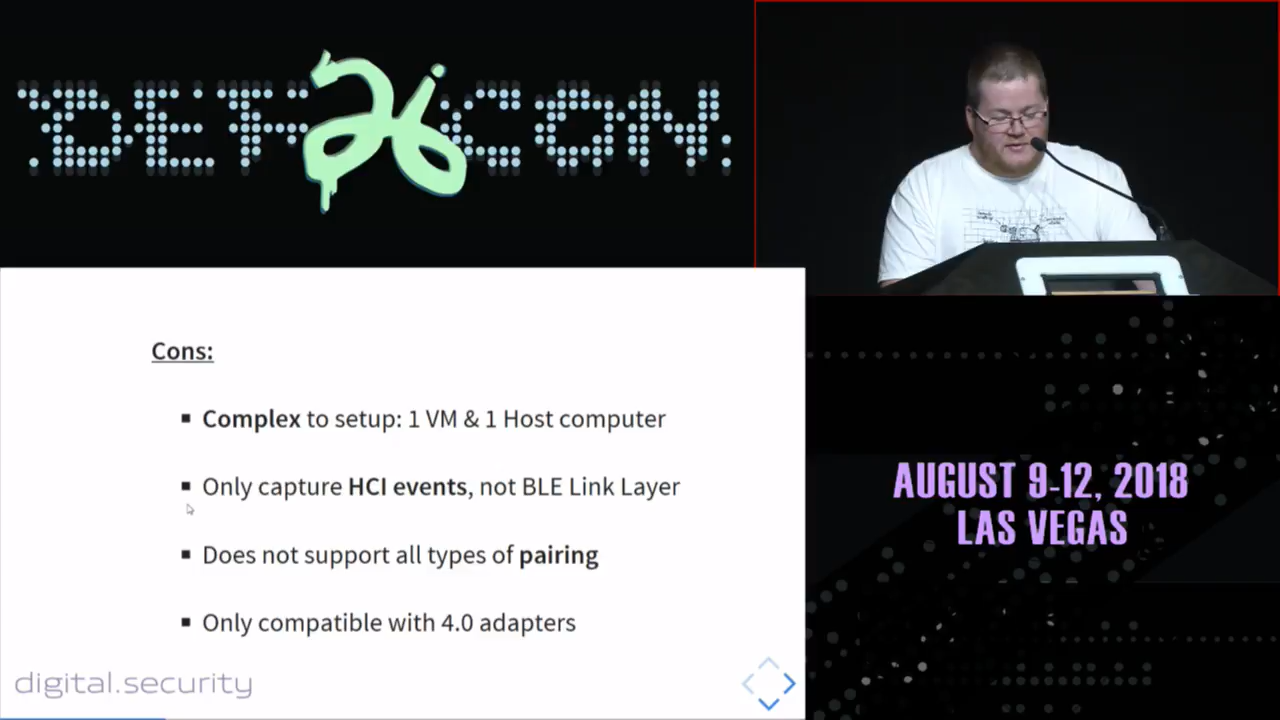 DEF 26 CON
Cons:
Complex to setup: 1 VM & 1 Host computer
Only capture HCI events, not BLE Link Layer
Does not support all types of pairing
Only compatible with 4.0 adapters
digital.security
AUGUST 9-12, 2018
LAS VEGAS